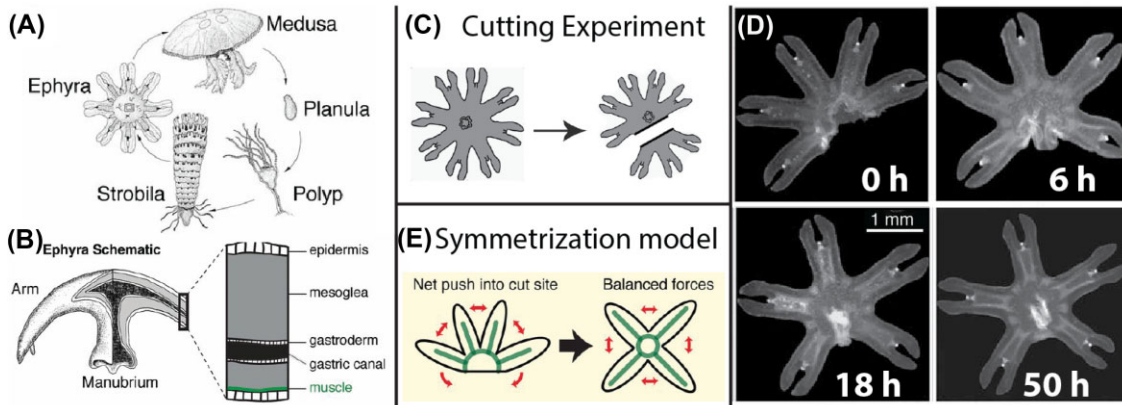 (A)
Medusa
Ephyra
Planula
Strobila
Polyp
(B)
Ephyra Schematic
Arm
Manubrium
epidermis
mesoglea
gastroderm
gastric canal
muscle
(C) Cutting Experiment
(D)
0 h
6 h
1 mm
18 h
50 h
(E) Symmetrization model
Net push into cut site
Balanced forces